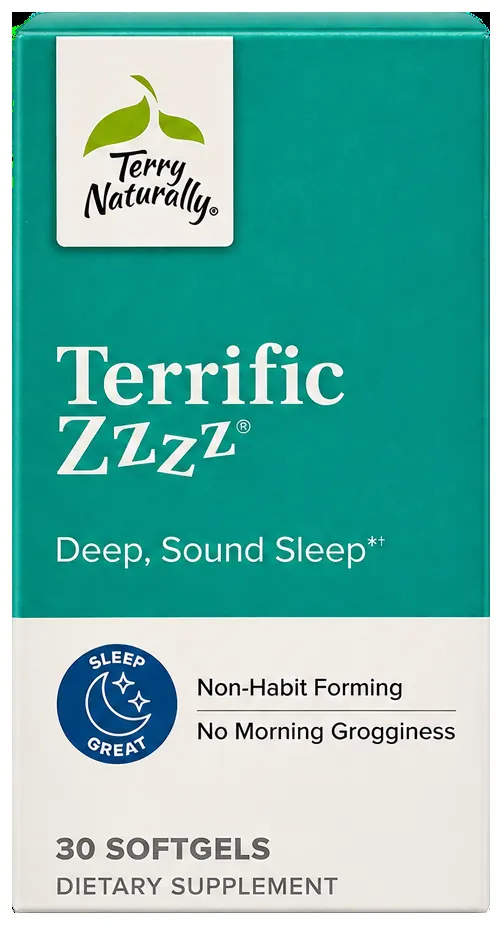 Terry
Naturally®
Terrific
Zzzz®
Deep, Sound Sleep*†
SLEEP
GREAT
Non-Habit Forming
No Morning Grogginess
30 SOFTGELS
DIETARY SUPPLEMENT